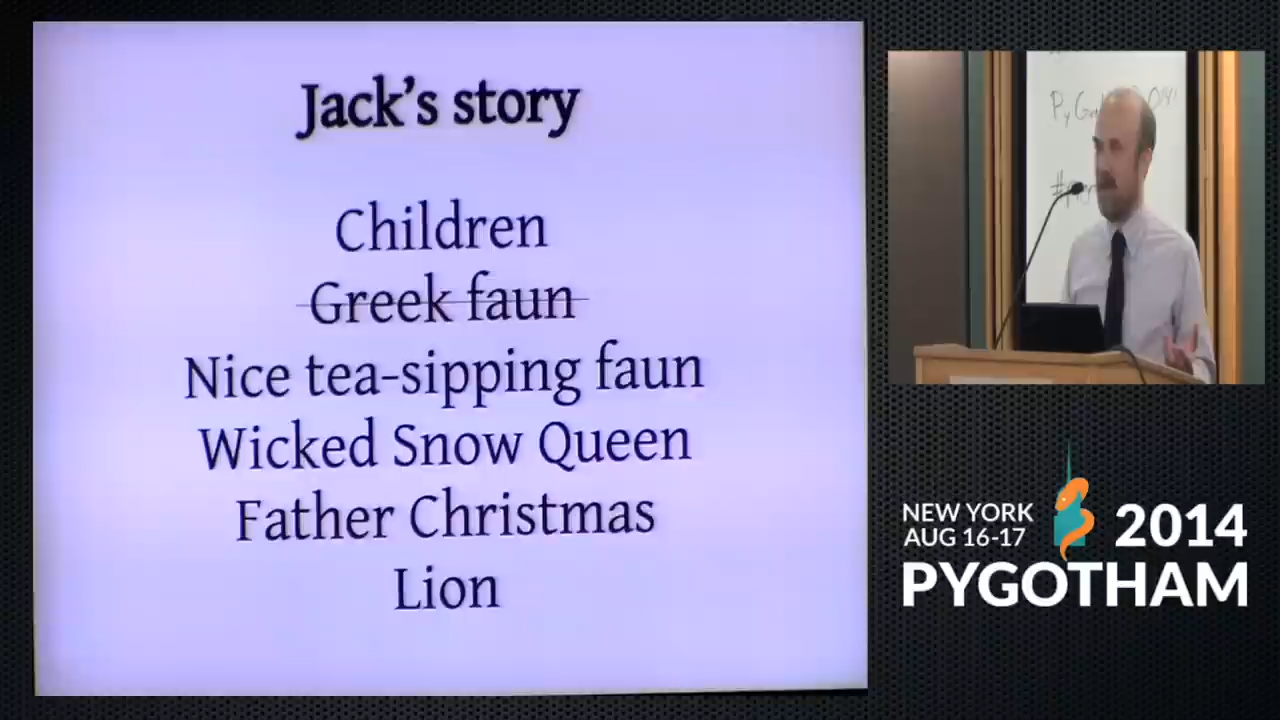 Jack's story
Children
Greek faun
Nice tea-sipping faun
Wicked Snow Queen
Father Christmas
Lion
NEW YORK
AUG 16-17
2014
PYGOTHAM